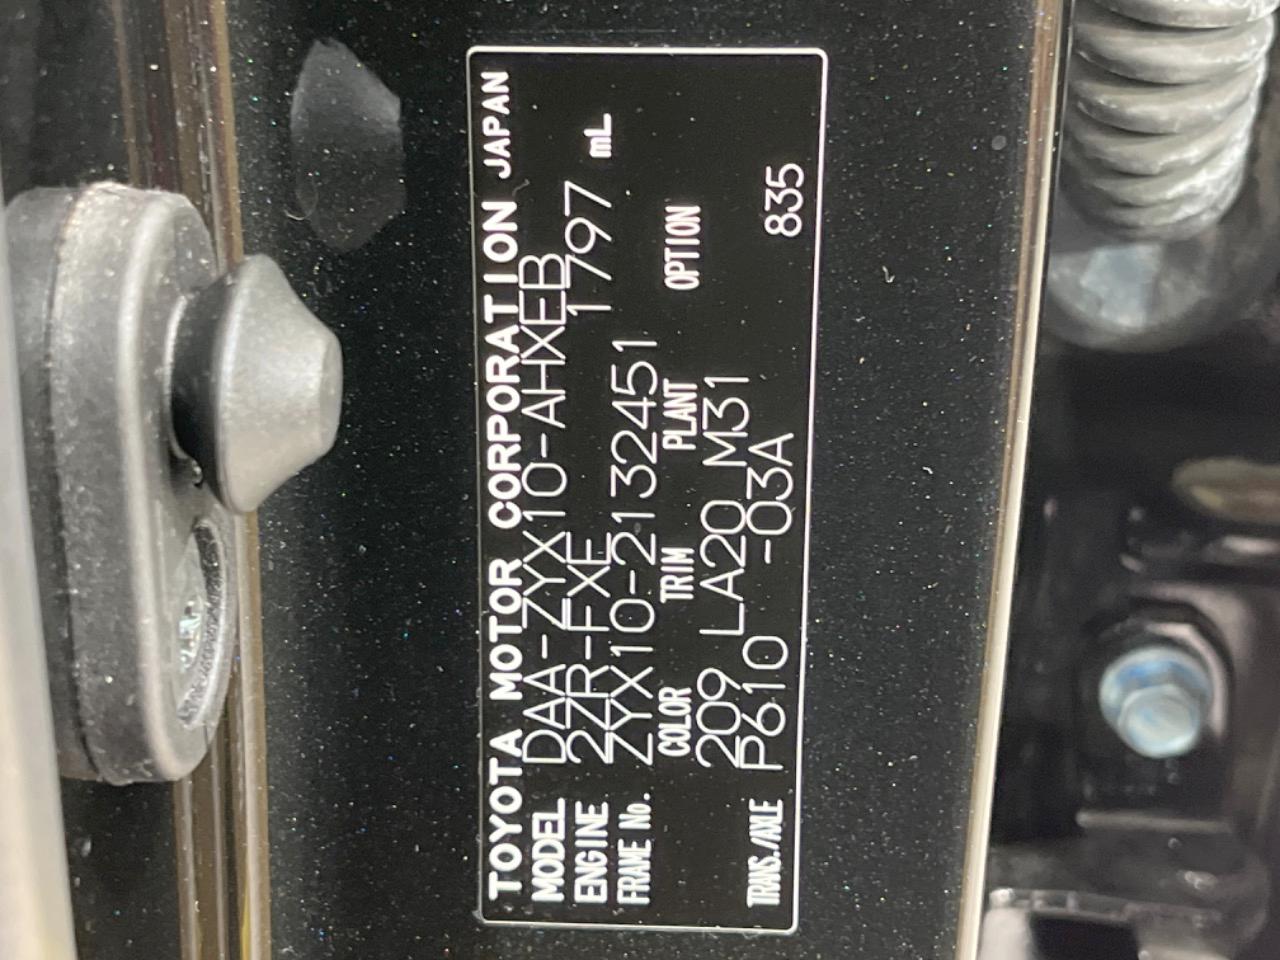 TOYOTA MOTOR CORPORATION JAPAN
MODEL DAA-ZYX10-AHXEB
ENGINE 2ZR-FXE 1797 mL
FRAME No. ZYX10-2132451
COLOR TRIM PLANT OPTION
209 LA20 M31
TRANS./AXLE P610 -03A 835